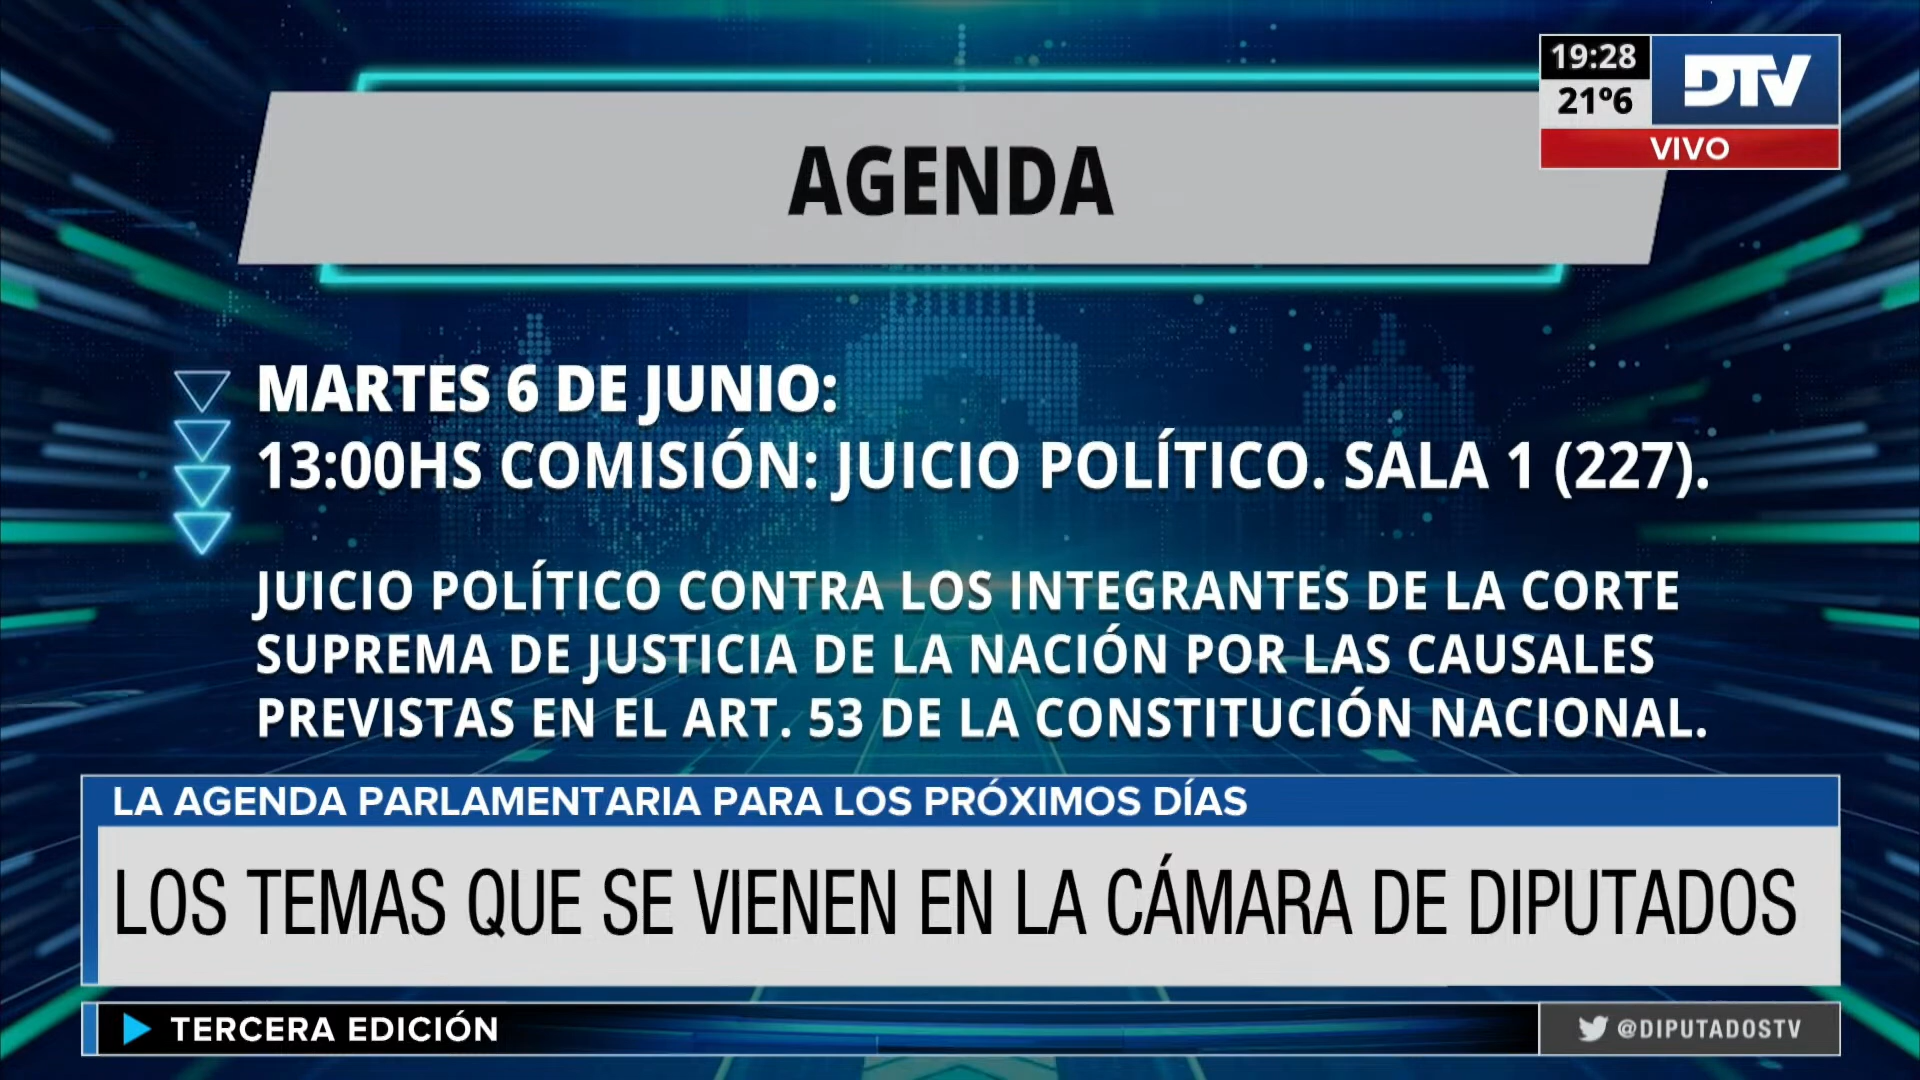 19:28
21º6
DTV
VIVO
AGENDA
MARTES 6 DE JUNIO:
13:00HS COMISIÓN: JUICIO POLÍTICO. SALA 1 (227).
JUICIO POLÍTICO CONTRA LOS INTEGRANTES DE LA CORTE
SUPREMA DE JUSTICIA DE LA NACIÓN POR LAS CAUSALES
PREVISTAS EN EL ART. 53 DE LA CONSTITUCIÓN NACIONAL.
LA AGENDA PARLAMENTARIA PARA LOS PRÓXIMOS DÍAS
LOS TEMAS QUE SE VIENEN EN LA CÁMARA DE DIPUTADOS
TERCERA EDICIÓN
@DIPUTADOSTV